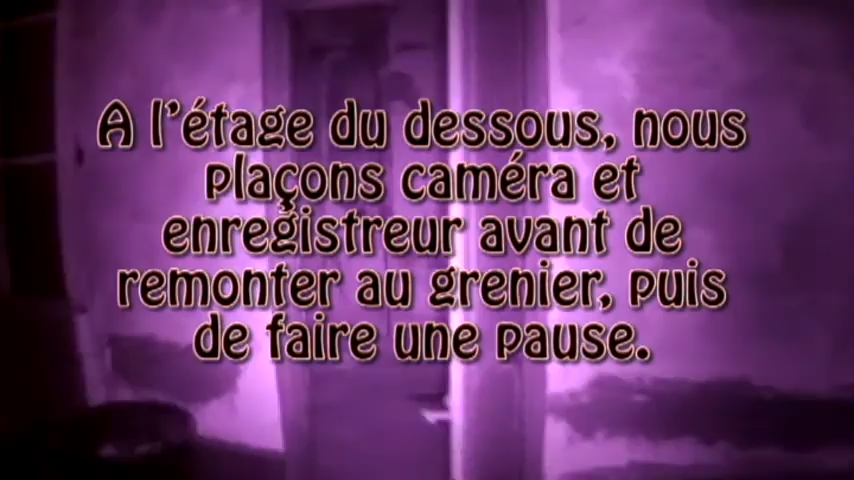 A l'étage du dessous, nous
plaçons caméra et
enregistreur avant de
remonter au grenier, puis
de faire une pause.